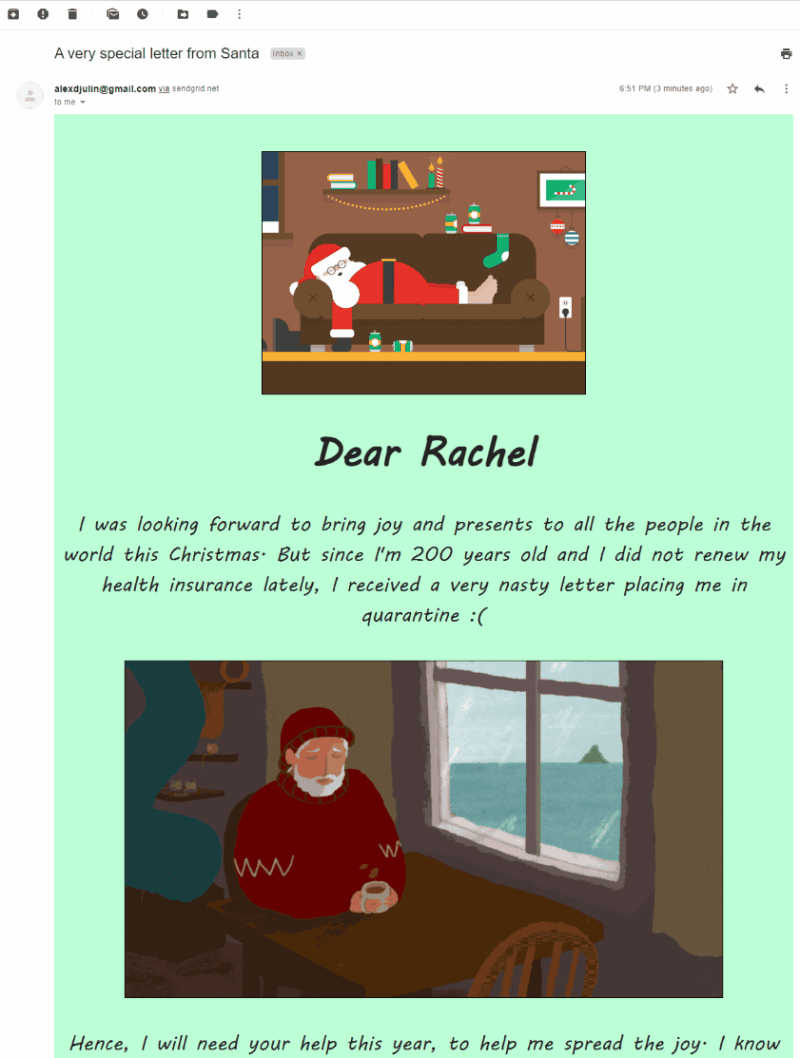 A very special letter from Santa Inbox x
alexdjulin@gmail.com via sendgrid.net 6:51 PM (3 minutes ago)
to me
Dear Rachel
I was looking forward to bring joy and presents to all the people in the
world this Christmas. But since I'm 200 years old and I did not renew my
health insurance lately, I received a very nasty letter placing me in
quarantine :(
Hence, I will need your help this year, to help me spread the joy. I know